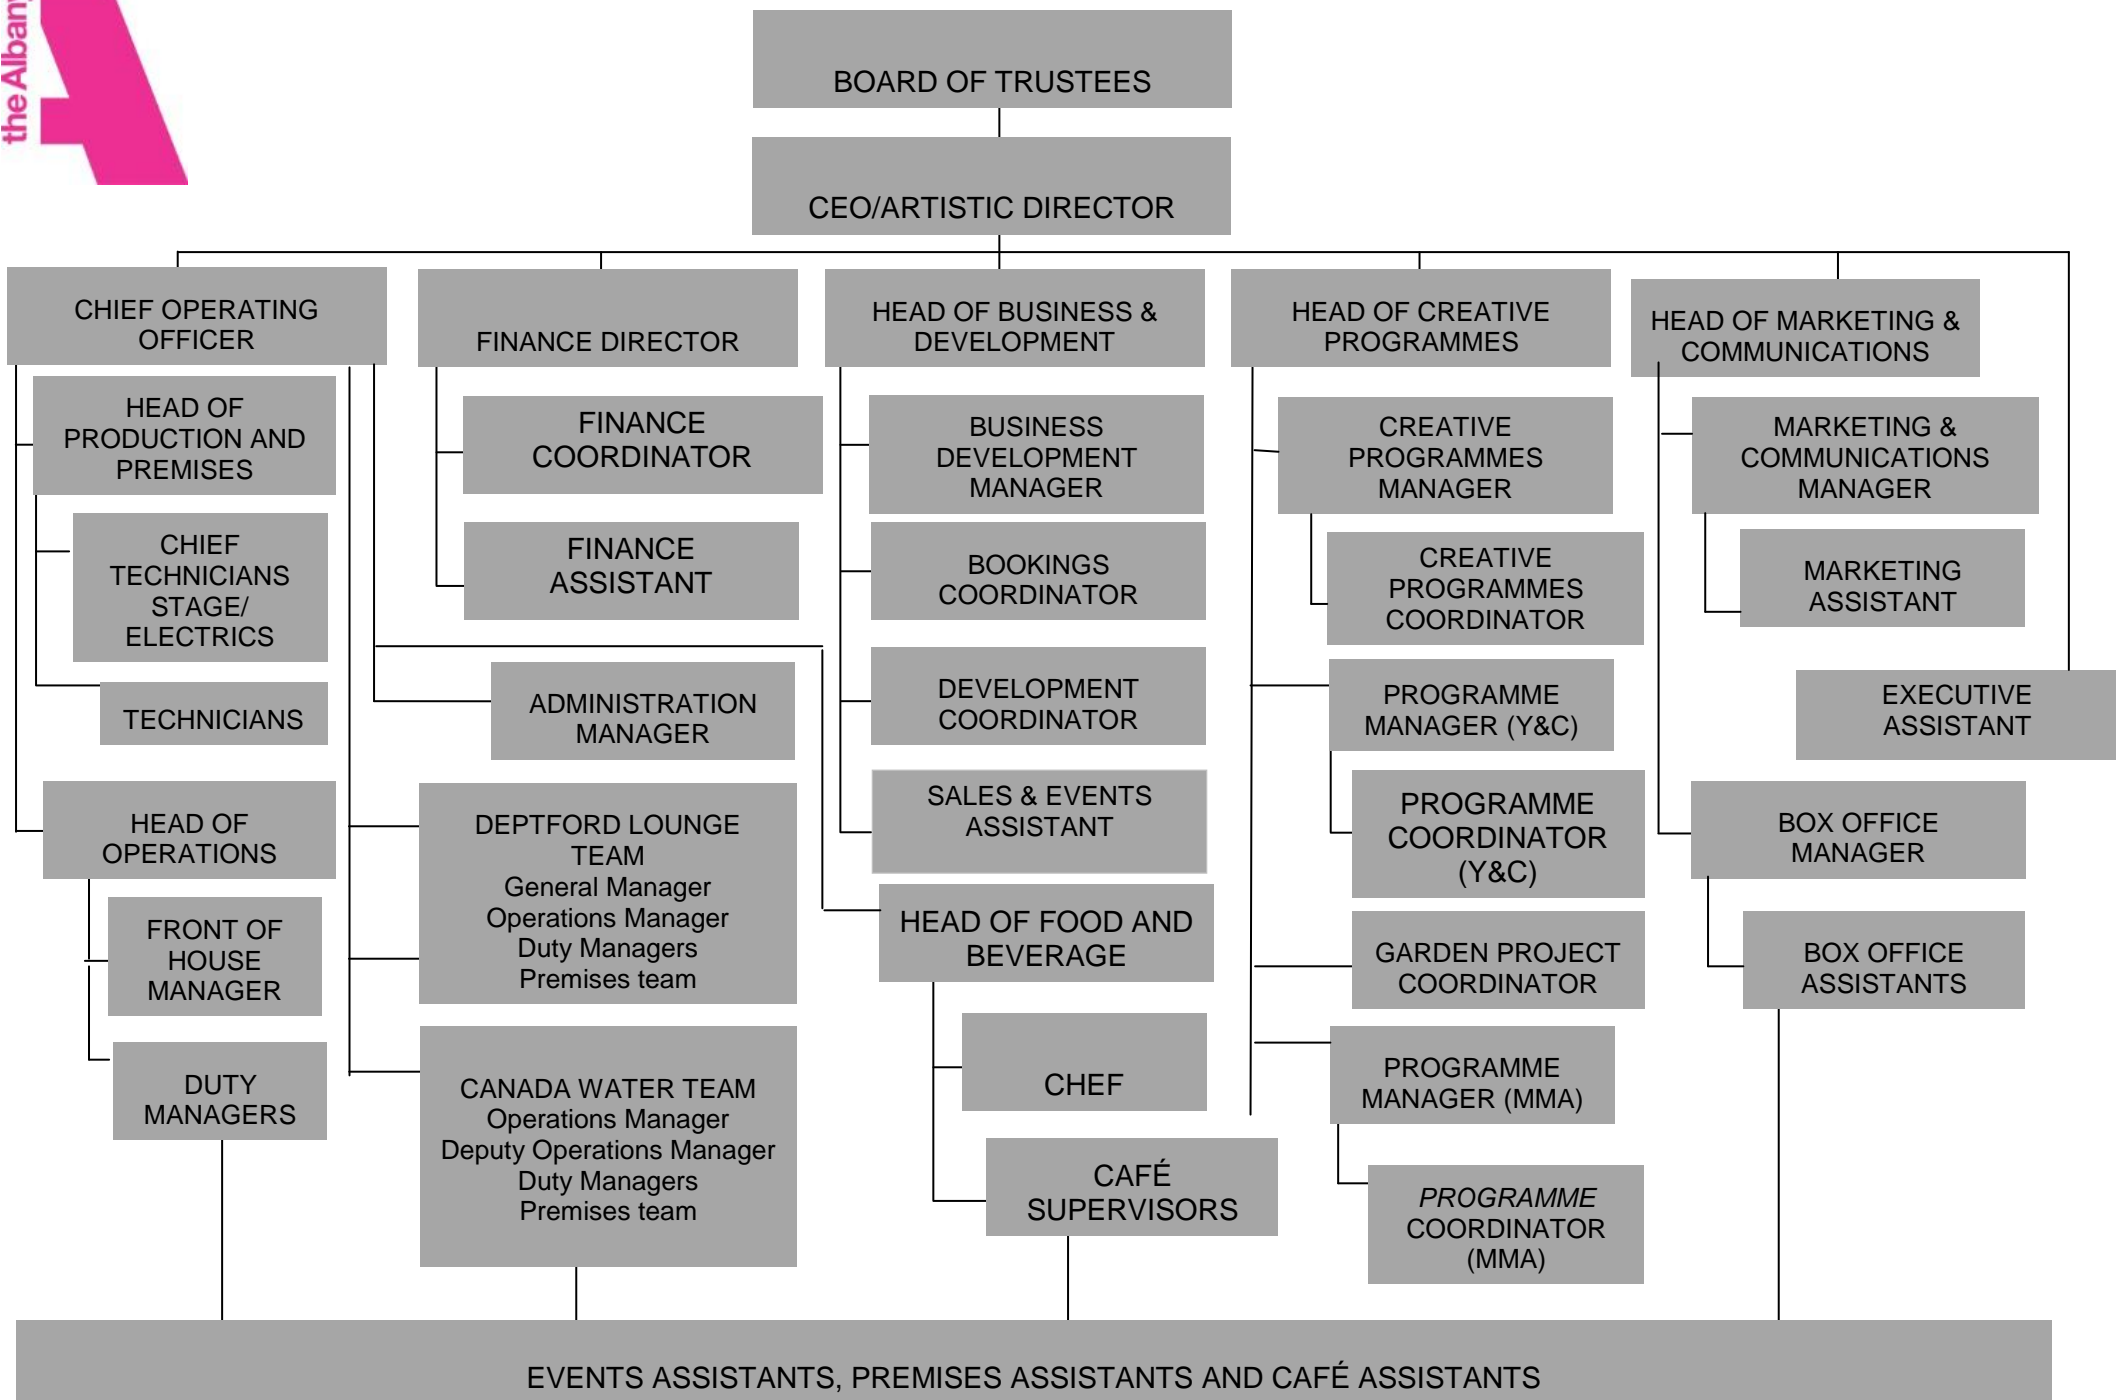 the Albany
BOARD OF TRUSTEES
CEO/ARTISTIC DIRECTOR
CHIEF OPERATING
OFFICER
FINANCE DIRECTOR
HEAD OF BUSINESS &
DEVELOPMENT
HEAD OF CREATIVE
PROGRAMMES
HEAD OF MARKETING &
COMMUNICATIONS
HEAD OF
PRODUCTION AND
PREMISES
CHIEF
TECHNICIANS
STAGE/
ELECTRICS
TECHNICIANS
HEAD OF
OPERATIONS
FRONT OF
HOUSE
MANAGER
DUTY
MANAGERS
FINANCE
COORDINATOR
FINANCE
ASSISTANT
ADMINISTRATION
MANAGER
DEPTFORD LOUNGE
TEAM
General Manager
Operations Manager
Duty Managers
Premises team
CANADA WATER TEAM
Operations Manager
Deputy Operations Manager
Duty Managers
Premises team
BUSINESS
DEVELOPMENT
MANAGER
BOOKINGS
COORDINATOR
DEVELOPMENT
COORDINATOR
SALES & EVENTS
ASSISTANT
HEAD OF FOOD AND
BEVERAGE
CHEF
CAFÉ
SUPERVISORS
CREATIVE
PROGRAMMES
MANAGER
CREATIVE
PROGRAMMES
COORDINATOR
PROGRAMME
MANAGER (Y&C)
PROGRAMME
COORDINATOR
(Y&C)
GARDEN PROJECT
COORDINATOR
PROGRAMME
MANAGER (MMA)
PROGRAMME
COORDINATOR
(MMA)
MARKETING &
COMMUNICATIONS
MANAGER
MARKETING
ASSISTANT
EXECUTIVE
ASSISTANT
BOX OFFICE
MANAGER
BOX OFFICE
ASSISTANTS
EVENTS ASSISTANTS, PREMISES ASSISTANTS AND CAFÉ ASSISTANTS